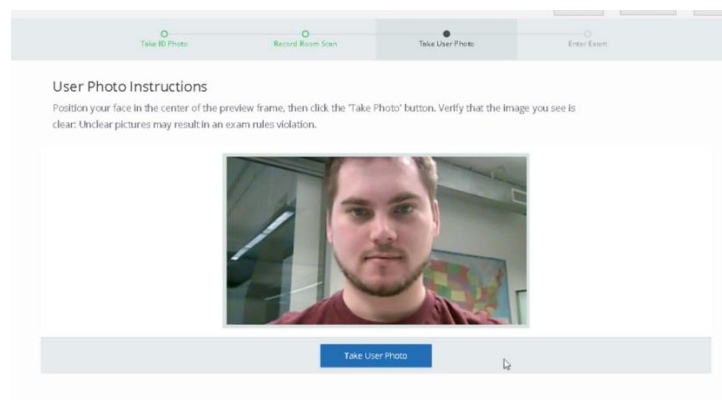 Take ID Photo
Record Room Scan
Take User Photo
Enter Exam
User Photo Instructions
Position your face in the center of the preview frame, then click the 'Take Photo' button. Verify that the image you see is
clear: Unclear pictures may result in an exam rules violation.
Take User Photo